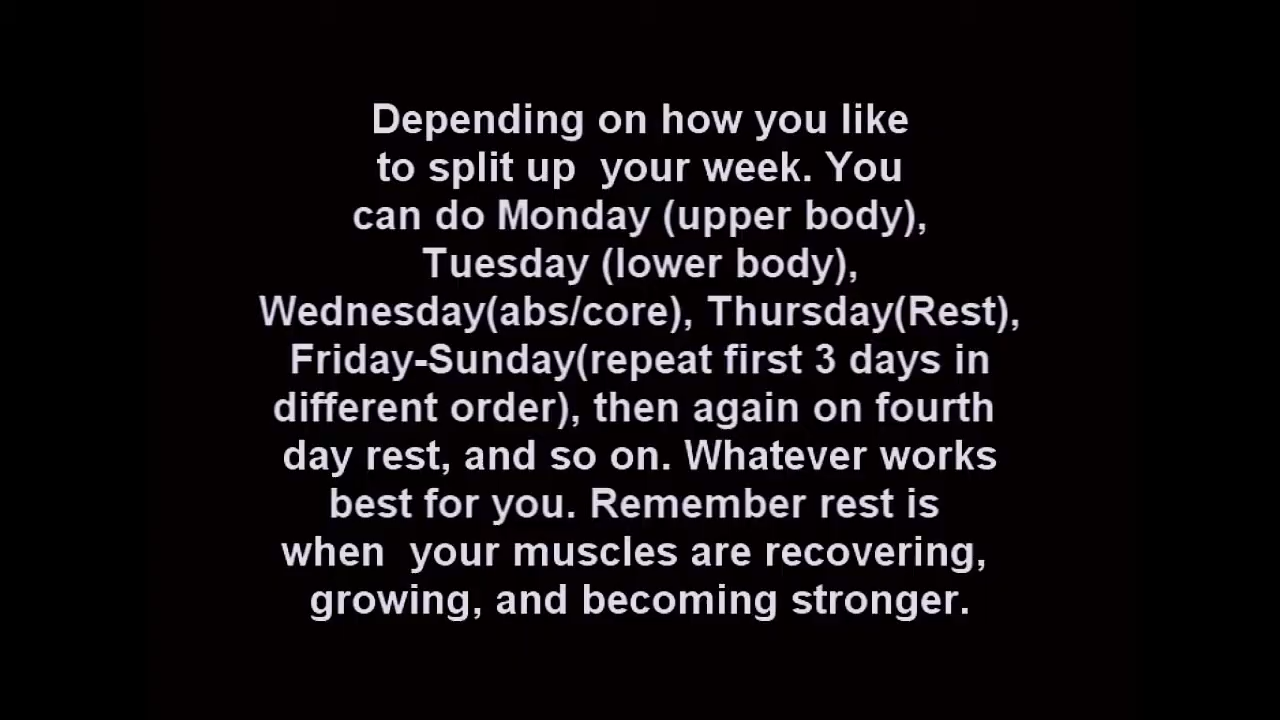 Depending on how you like
to split up  your week. You
can do Monday (upper body),
Tuesday (lower body),
Wednesday(abs/core), Thursday(Rest),
Friday-Sunday(repeat first 3 days in
different order), then again on fourth
day rest, and so on. Whatever works
best for you. Remember rest is
when  your muscles are recovering,
growing, and becoming stronger.